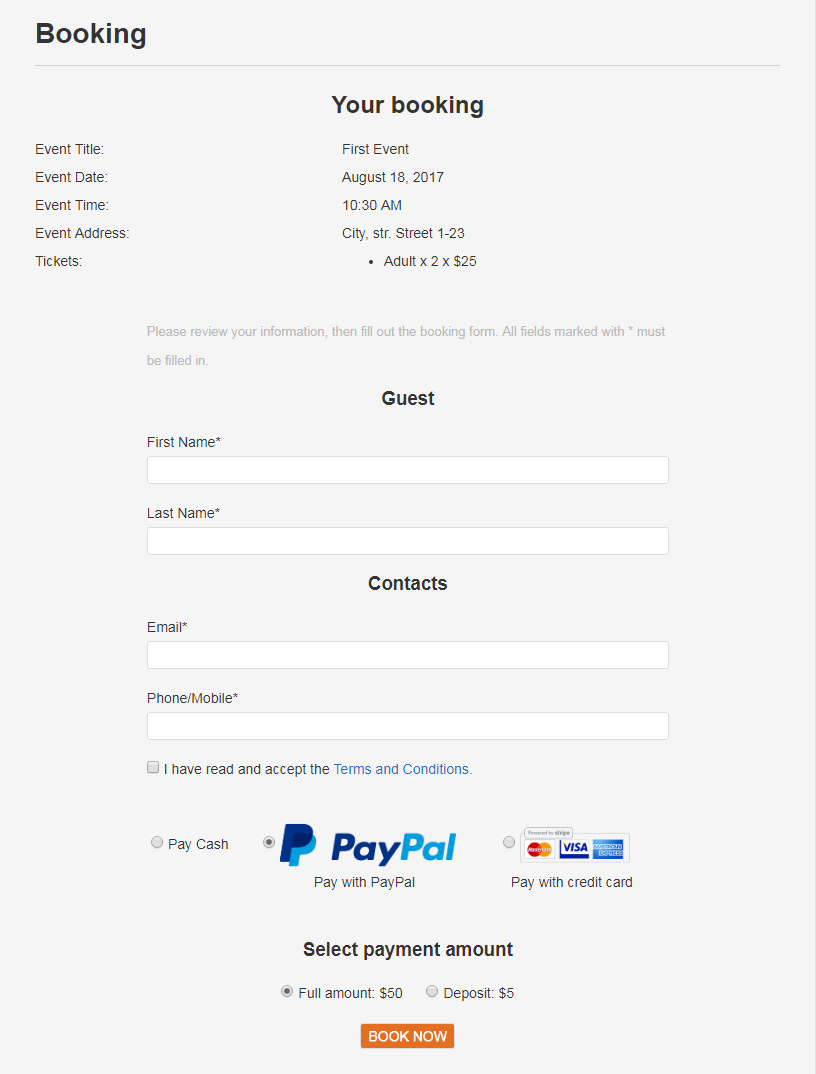 Booking
Your booking
Event Title: First Event
Event Date: August 18, 2017
Event Time: 10:30 AM
Event Address: City, str. Street 1-23
Tickets: • Adult x 2 x $25
Please review your information, then fill out the booking form. All fields marked with * must
be filled in.
Guest
First Name*
Last Name*
Contacts
Email*
Phone/Mobile*
I have read and accept the Terms and Conditions.
Pay Cash
PayPal
Pay with PayPal
Powered by stripe
MasterCard VISA AMERICAN EXPRESS
Pay with credit card
Select payment amount
Full amount: $50 Deposit: $5
BOOK NOW